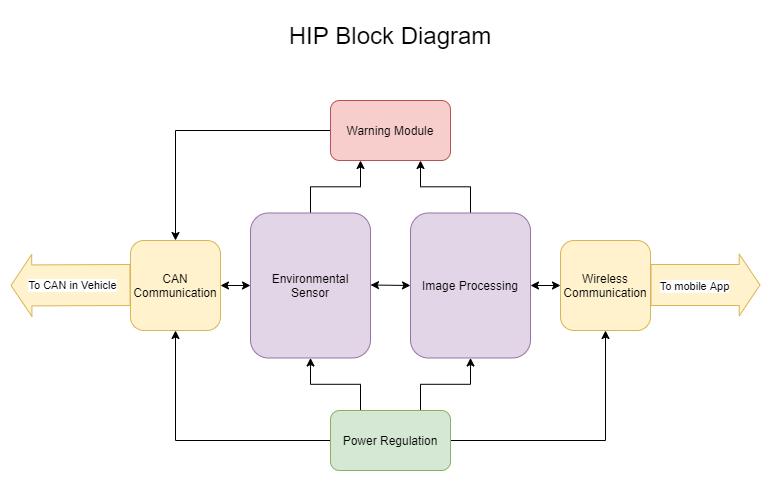 HIP Block Diagram
Warning Module
To CAN in Vehicle
CAN
Communication
Environmental
Sensor
Image Processing
Wireless
Communication
To mobile App
Power Regulation